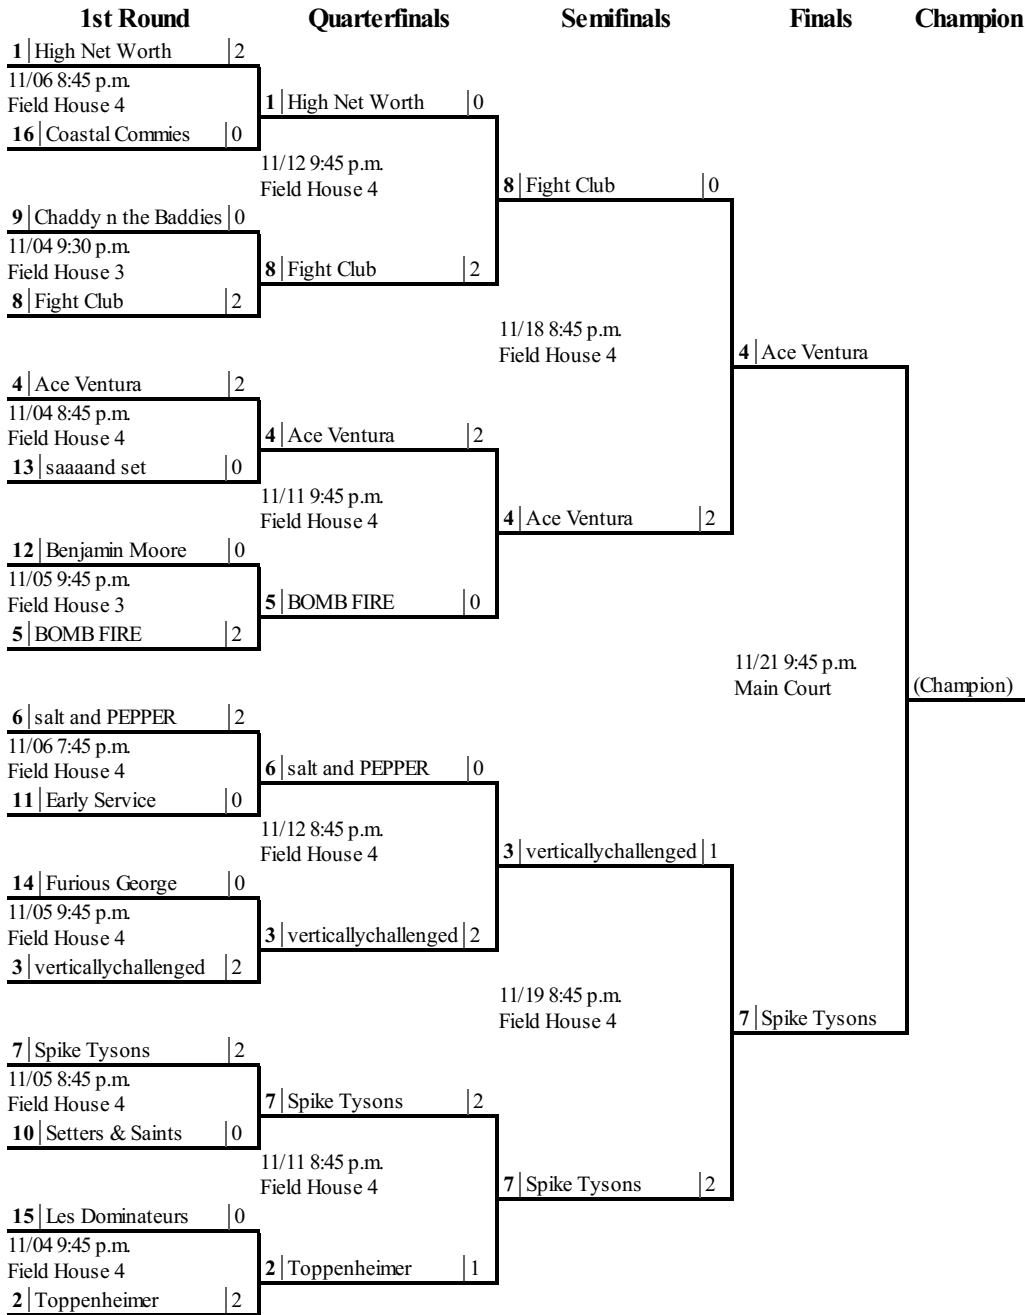 1st Round Quarterfinals Semifinals Finals Champion
1 High Net Worth 2
11/06 8:45 p.m.
Field House 4
16 Coastal Commies 0
9 Chaddy n the Baddies 0
11/04 9:30 p.m.
Field House 3
8 Fight Club 2
4 Ace Ventura 2
11/04 8:45 p.m.
Field House 4
13 saaaand set 0
12 Benjamin Moore 0
11/05 9:45 p.m.
Field House 3
5 BOMB FIRE 2
6 salt and PEPPER 2
11/06 7:45 p.m.
Field House 4
11 Early Service 0
14 Furious George 0
11/05 9:45 p.m.
Field House 4
3 verticallychallenged 2
7 Spike Tysons 2
11/05 8:45 p.m.
Field House 4
10 Setters & Saints 0
15 Les Dominateurs 0
11/04 9:45 p.m.
Field House 4
2 Toppenheimer 2
1 High Net Worth 0
11/12 9:45 p.m.
Field House 4
8 Fight Club 2
4 Ace Ventura 2
11/11 9:45 p.m.
Field House 4
5 BOMB FIRE 0
6 salt and PEPPER 0
11/12 8:45 p.m.
Field House 4
3 verticallychallenged 2
7 Spike Tysons 2
11/11 8:45 p.m.
Field House 4
2 Toppenheimer 1
8 Fight Club 0
11/18 8:45 p.m.
Field House 4
4 Ace Ventura 2
3 verticallychallenged 1
11/19 8:45 p.m.
Field House 4
7 Spike Tysons 2
4 Ace Ventura
11/21 9:45 p.m.
Main Court
7 Spike Tysons
(Champion)